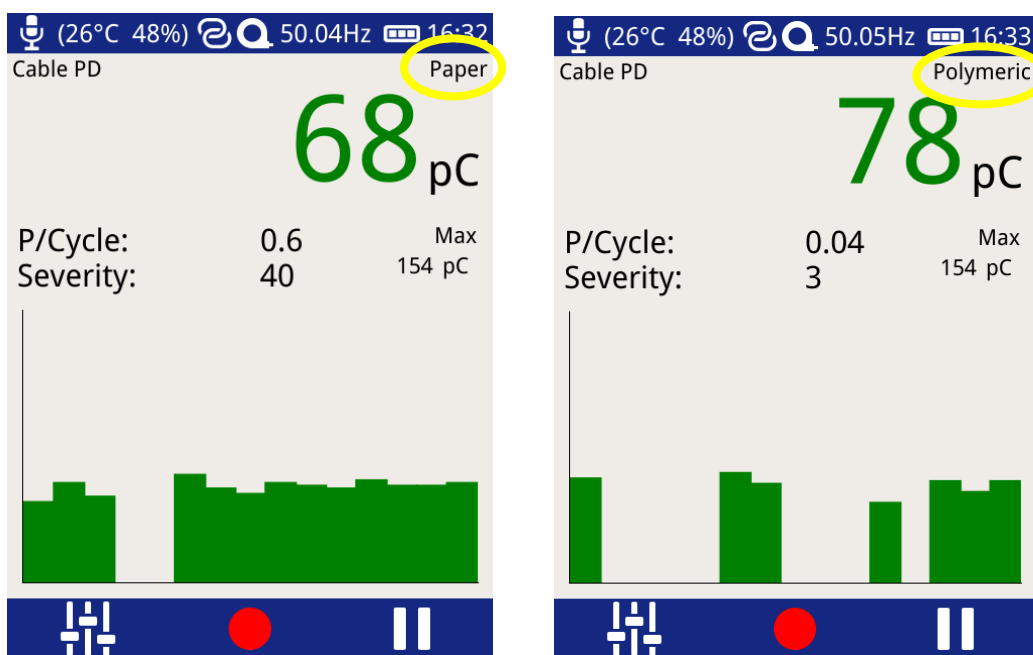 (26°C 48%) 50.04Hz 16:32
Cable PD Paper
68 pC
P/Cycle: 0.6 Max
Severity: 40 154 pC
(26°C 48%) 50.05Hz 16:33
Cable PD Polymeric
78 pC
P/Cycle: 0.04 Max
Severity: 3 154 pC